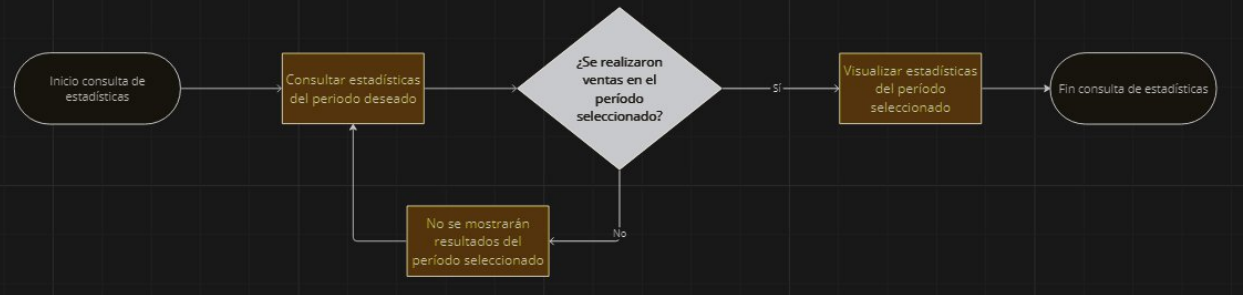 Inicio consulta de
estadísticas
Consultar estadísticas
del periodo deseado
¿Se realizaron
ventas en el
período
seleccionado?
Sí
Visualizar estadísticas
del período
seleccionado
Fin consulta de estadísticas
No
No se mostrarán
resultados del
período seleccionado